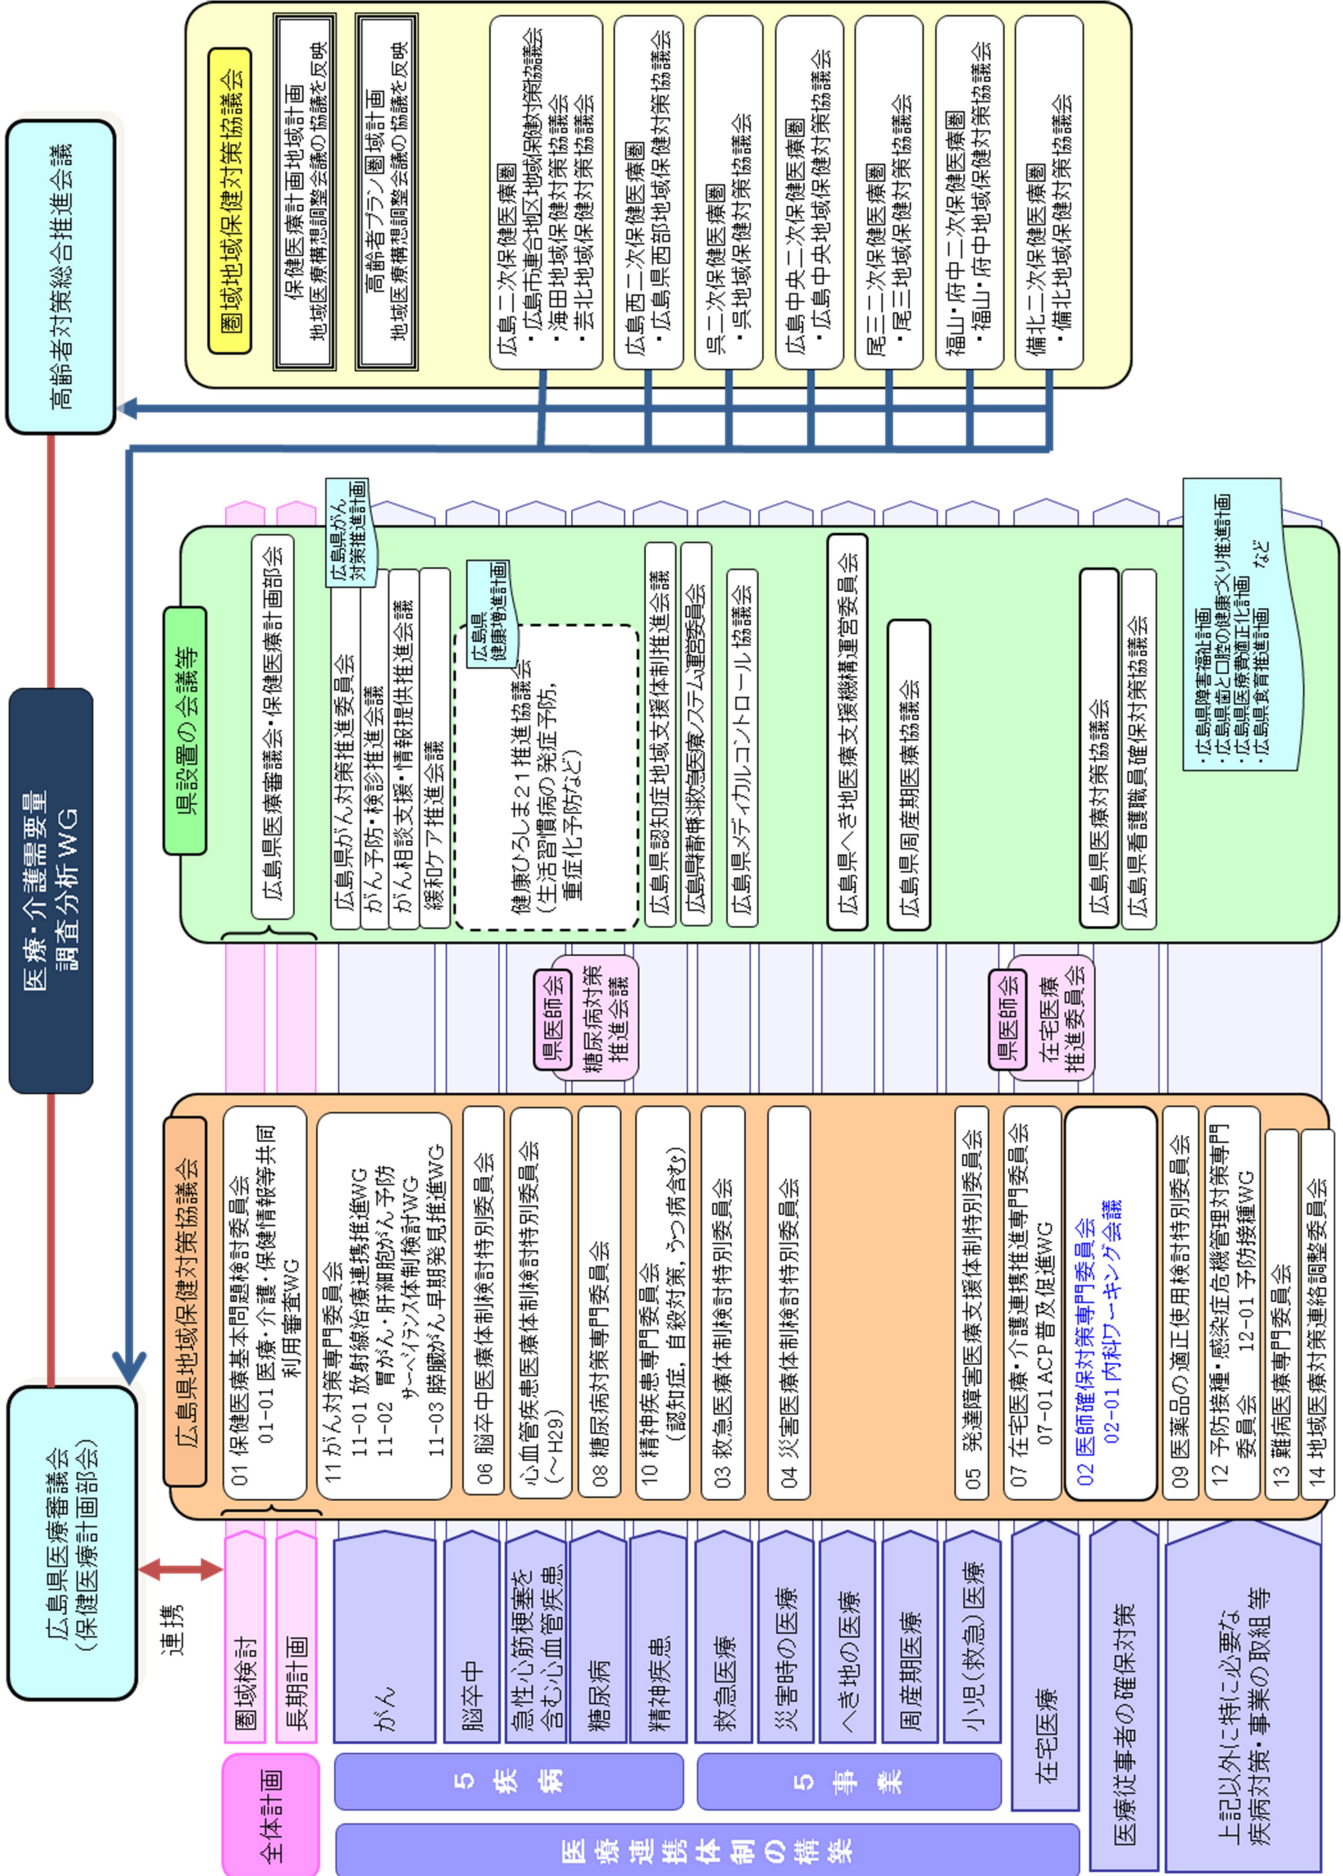 広島県医療審議会
(保健医療計画部会)
医療・介護需要量
調査分析WG
高齢者対策総合推進会議
連携
全体計画
圏域検討
長期計画
医療連携体制の構築
5疾病
5事業
がん
脳卒中
急性心筋梗塞を
含む心血管疾患
糖尿病
精神疾患
救急医療
災害時の医療
へき地の医療
周産期医療
小児(救急)医療
在宅医療
医療従事者の確保対策
上記以外に特に必要な
疾病対策・事業の取組 等
広島県地域保健対策協議会
01 保健医療基本問題検討委員会
01-01 医療・介護・保健情報等共同
利用審査WG
11 がん対策専門委員会
11-01 放射線治療連携推進WG
11-02 胃がん・肝細胞がん予防
サーベイランス体制検討WG
11-03 膵臓がん早期発見推進WG
06 脳卒中医療体制検討特別委員会
心血管疾患医療体制検討特別委員会
(~H29)
08 糖尿病対策専門委員会
10 精神疾患専門委員会
(認知症,自殺対策,うつ病含む)
03 救急医療体制検討特別委員会
04 災害医療体制検討特別委員会
05 発達障害医療支援体制特別委員会
07 在宅医療・介護連携推進専門委員会
07-01 ACP普及促進WG
02 医師確保対策専門委員会
02-01 内科ワーキング会議
09 医薬品の適正使用検討特別委員会
12 予防接種・感染症危機管理対策専門
委員会 12-01 予防接種WG
13 難病医療専門委員会
14 地域医療対策連絡調整委員会
県医師会
糖尿病対策
推進会議
県医師会
在宅医療
推進委員会
県設置の会議等
広島県医療審議会・保健医療計画部会
広島県がん対策推進委員会
がん予防・検診推進会議
がん相談支援・情報提供推進会議
緩和ケア推進会議
広島県がん
対策推進計画
健康ひろしま21推進協議会
(生活習慣病の発症予防,
重症化予防など)
広島県
健康増進計画
広島県認知症地域支援体制推進会議
広島県精神科救急医療システム運営委員会
広島県メディカルコントロール協議会
広島県へき地医療支援機構運営委員会
広島県周産期医療協議会
広島県医療対策協議会
広島県看護職員確保対策協議会
・広島県障害福祉計画
・広島県歯と口腔の健康づくり推進計画
・広島県医療費適正化計画
・広島県食育推進計画 など
圏域地域保健対策協議会
保健医療計画地域計画
地域医療構想調整会議の協議を反映
高齢者プラン圏域計画
地域医療構想調整会議の協議を反映
広島二次保健医療圏
・広島市連合地区地域保健対策協議会
・海田地域保健対策協議会
・芸北地域保健対策協議会
広島西二次保健医療圏
・広島県西部地域保健対策協議会
呉二次保健医療圏
・呉地域保健対策協議会
広島中央二次保健医療圏
・広島中央地域保健対策協議会
尾三二次保健医療圏
・尾三地域保健対策協議会
福山・府中二次保健医療圏
・福山・府中地域保健対策協議会
備北二次保健医療圏
・備北地域保健対策協議会